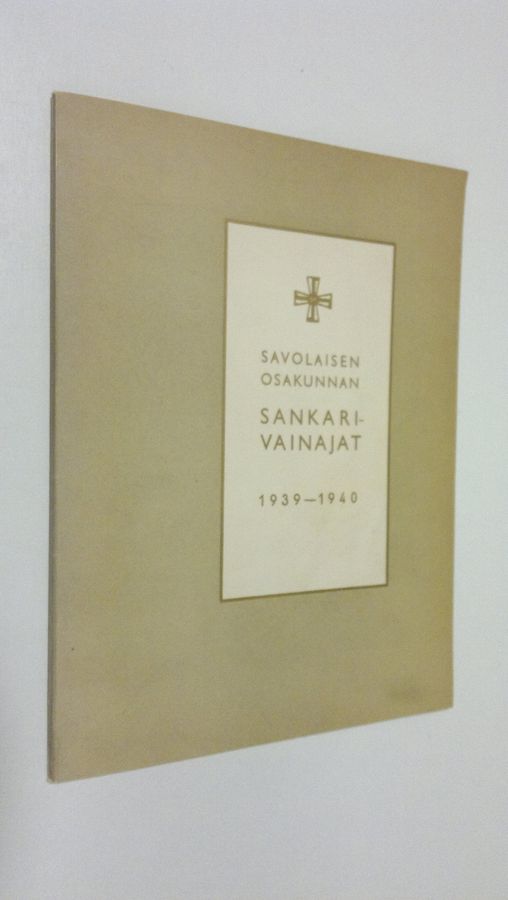 SAVOLAISEN
OSAKUNNAN
SANKARI-
VAINAJAT
1939—1940